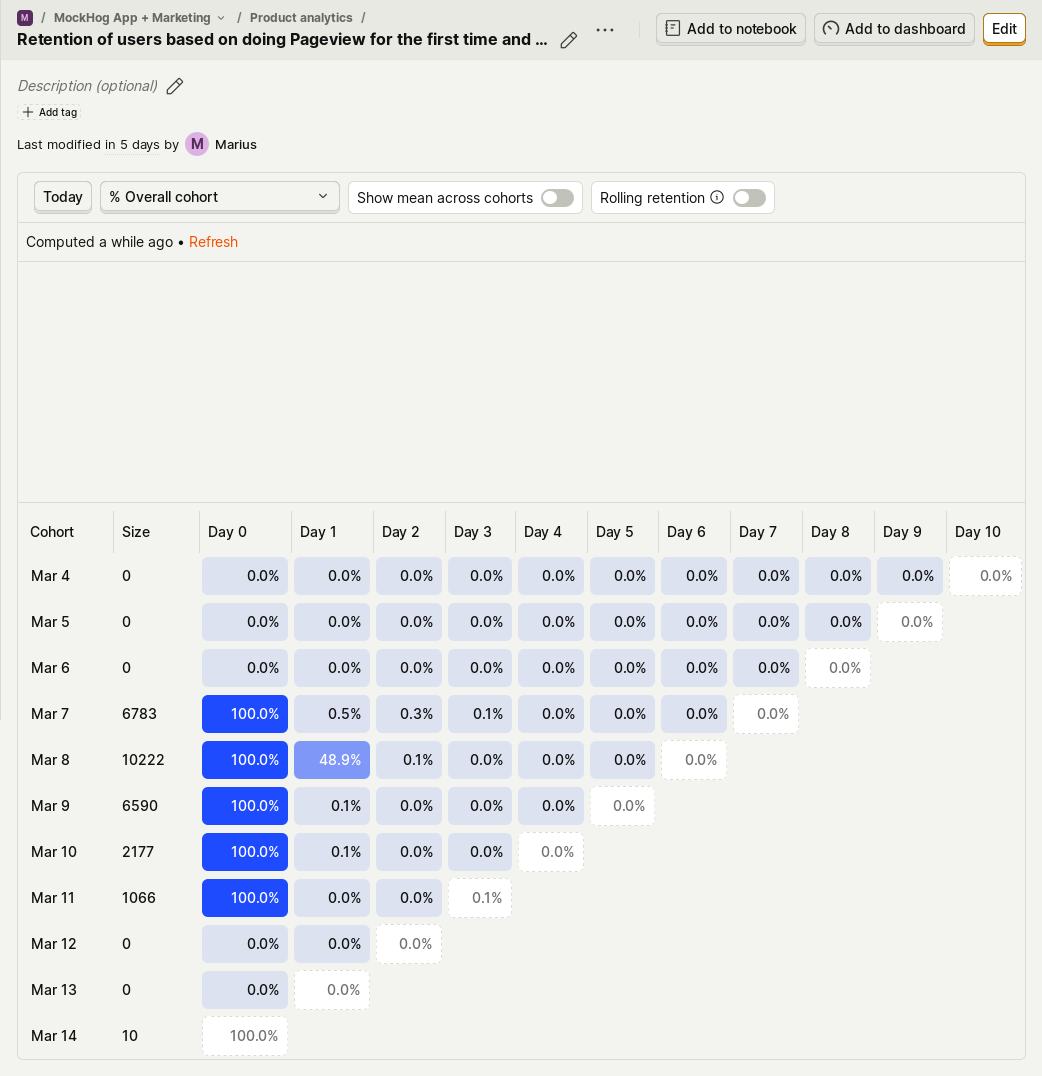 M / MockHog App + Marketing / Product analytics /
Retention of users based on doing Pageview for the first time and ...
Add to notebook
Add to dashboard
Edit
Description (optional)
Add tag
Last modified in 5 days by M Marius
Today % Overall cohort Show mean across cohorts Rolling retention
Computed a while ago • Refresh
Cohort Size Day 0 Day 1 Day 2 Day 3 Day 4 Day 5 Day 6 Day 7 Day 8 Day 9 Day 10
Mar 4 0 0.0% 0.0% 0.0% 0.0% 0.0% 0.0% 0.0% 0.0% 0.0% 0.0% 0.0%
Mar 5 0 0.0% 0.0% 0.0% 0.0% 0.0% 0.0% 0.0% 0.0% 0.0% 0.0%
Mar 6 0 0.0% 0.0% 0.0% 0.0% 0.0% 0.0% 0.0% 0.0% 0.0%
Mar 7 6783 100.0% 0.5% 0.3% 0.1% 0.0% 0.0% 0.0% 0.0%
Mar 8 10222 100.0% 48.9% 0.1% 0.0% 0.0% 0.0% 0.0%
Mar 9 6590 100.0% 0.1% 0.0% 0.0% 0.0% 0.0%
Mar 10 2177 100.0% 0.1% 0.0% 0.0% 0.0%
Mar 11 1066 100.0% 0.0% 0.0% 0.1%
Mar 12 0 0.0% 0.0% 0.0%
Mar 13 0 0.0% 0.0%
Mar 14 10 100.0%